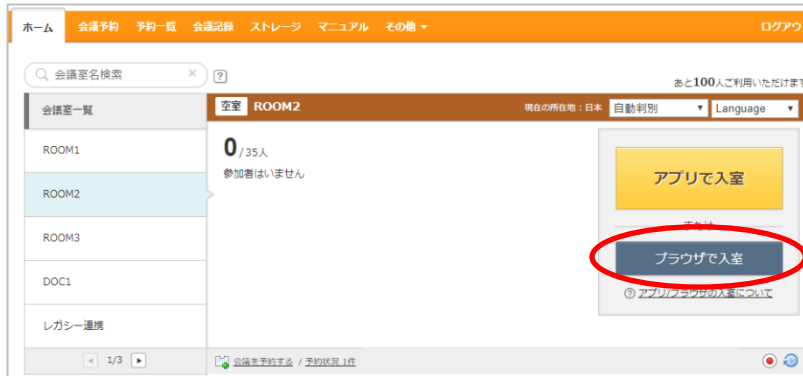 ホーム 会議予約 予約一覧 会議記録 ストレージ マニュアル その他 ログアウ
会議室名検索 × ?
あと100人ご利用いただけます
会議室一覧
空室 ROOM2 現在の所在地：日本 自動判別 Language
ROOM1
ROOM2
ROOM3
DOC1
レガシー連携
1/3
0/35人
参加者はいません
アプリで入室
または
ブラウザで入室
? アプリ/ブラウザの入室について
会議を予約する / 予約状況 1件